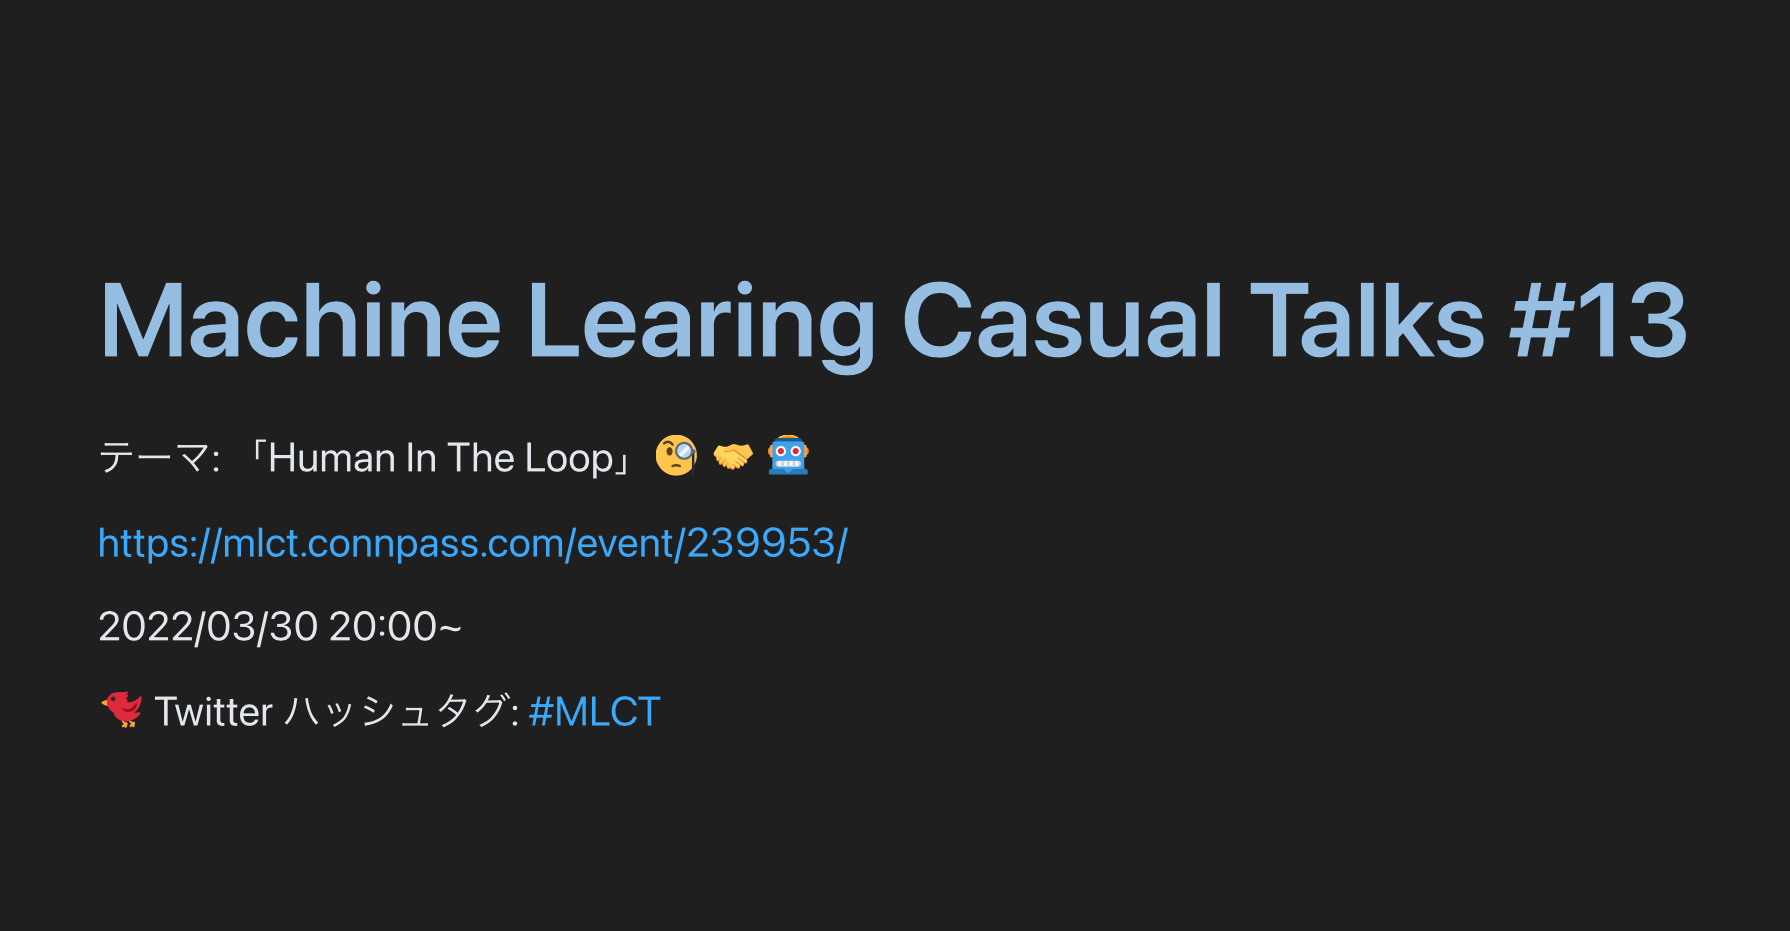 Machine Learing Casual Talks #13
テーマ: 「Human In The Loop」 🧐 🤝 🤖
https://mlct.connpass.com/event/239953/
2022/03/30 20:00~
🐦 Twitter ハッシュタグ: #MLCT